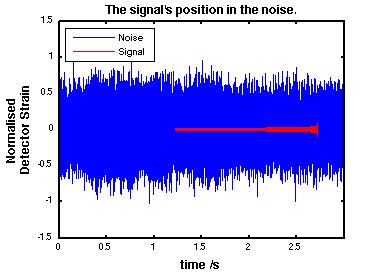 The signal's position in the noise.
Noise
Signal
Normalised
Detector Strain
1.5
1
0.5
0
-0.5
-1
-1.5
0
0.5
1
1.5
2
2.5
time /s